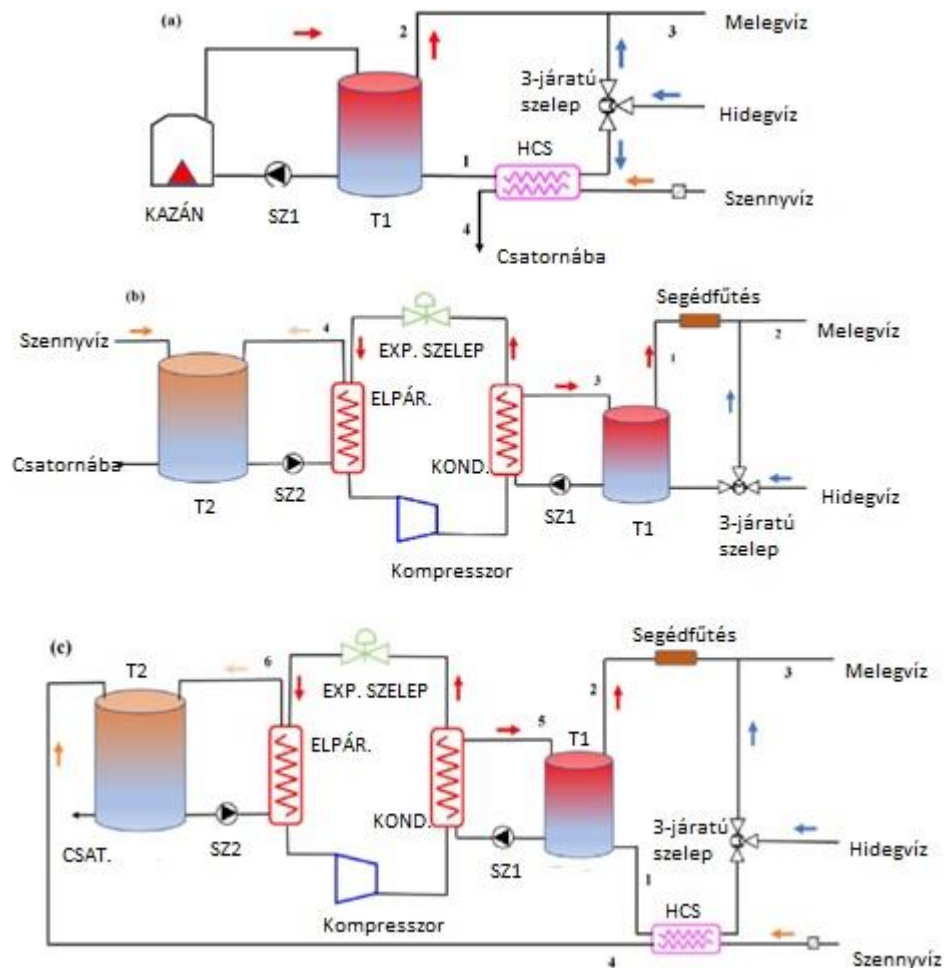 (a)
2
3
Melegvíz
3-járatú
szelep
Hidegvíz
HCS
1
Szennyvíz
KAZÁN
SZ1
T1
4
Csatornába
(b)
Segédfűtés
Szennyvíz
4
EXP. SZELEP
1
2
Melegvíz
ELPÁR.
3
Csatornába
KOND.
T2
SZ2
SZ1
T1
Hidegvíz
3-járatú
szelep
Kompresszor
(c)
T2
6
Segédfűtés
EXP. SZELEP
2
3
Melegvíz
5
T1
ELPÁR.
KOND.
3-járatú
szelep
Hidegvíz
CSAT.
SZ2
SZ1
1
HCS
Kompresszor
4
Szennyvíz